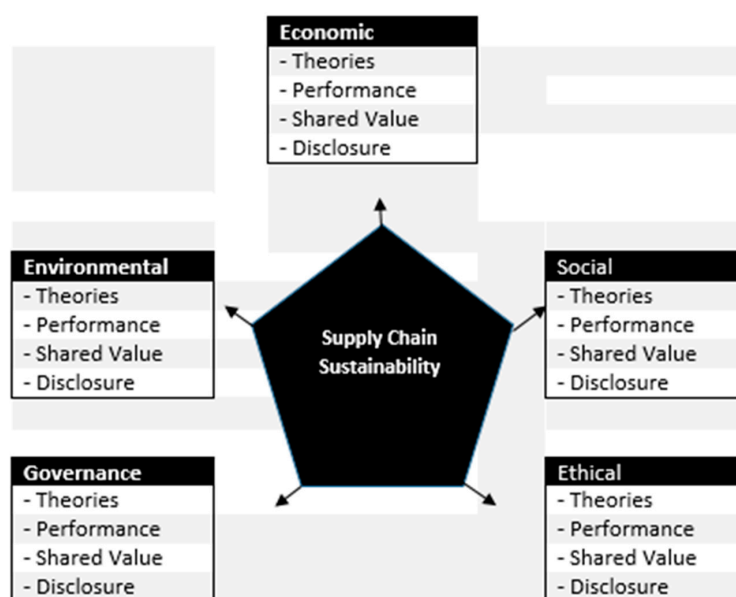 Economic
- Theories
- Performance
- Shared Value
- Disclosure
Environmental
- Theories
- Performance
- Shared Value
- Disclosure
Supply Chain
Sustainability
Social
- Theories
- Performance
- Shared Value
- Disclosure
Governance
- Theories
- Performance
- Shared Value
- Disclosure
Ethical
- Theories
- Performance
- Shared Value
- Disclosure